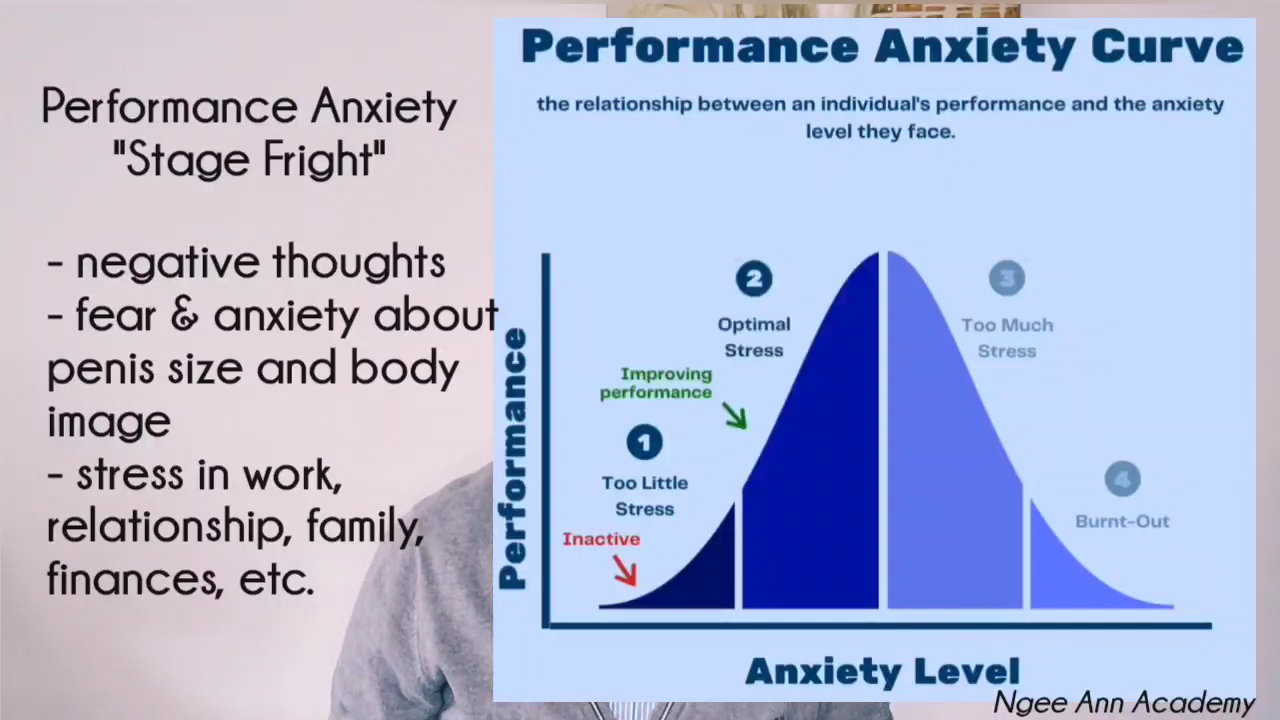 Performance Anxiety
"Stage Fright"
- negative thoughts
- fear & anxiety about
penis size and body
image
- stress in work,
relationship, family,
finances, etc.
Performance Anxiety Curve
the relationship between an individual's performance and the anxiety
level they face.
2
Optimal
Stress
3
Too Much
Stress
Improving
performance
1
Too Little
Stress
Inactive
4
Burnt-Out
Performance
Anxiety Level
Ngee Ann Academy